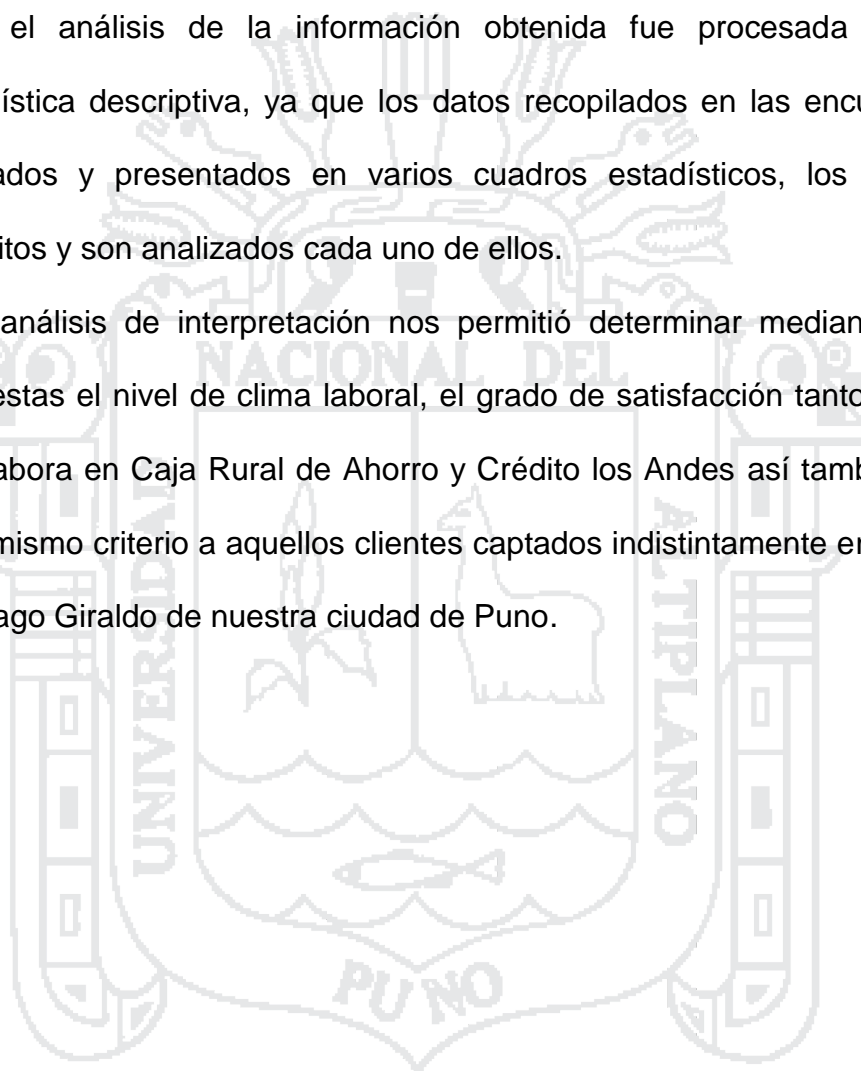 el análisis de la información obtenida fue procesada
ística descriptiva, ya que los datos recopilados en las encu
ados y presentados en varios cuadros estadísticos, los
itos y son analizados cada uno de ellos.
análisis de interpretación nos permitió determinar median
estas el nivel de clima laboral, el grado de satisfacción tanto
abora en Caja Rural de Ahorro y Crédito los Andes así tamb
mismo criterio a aquellos clientes captados indistintamente en
ago Giraldo de nuestra ciudad de Puno.
NACIONAL DEL
UNIVERSIDAD
ALTIPLANO
PUNO